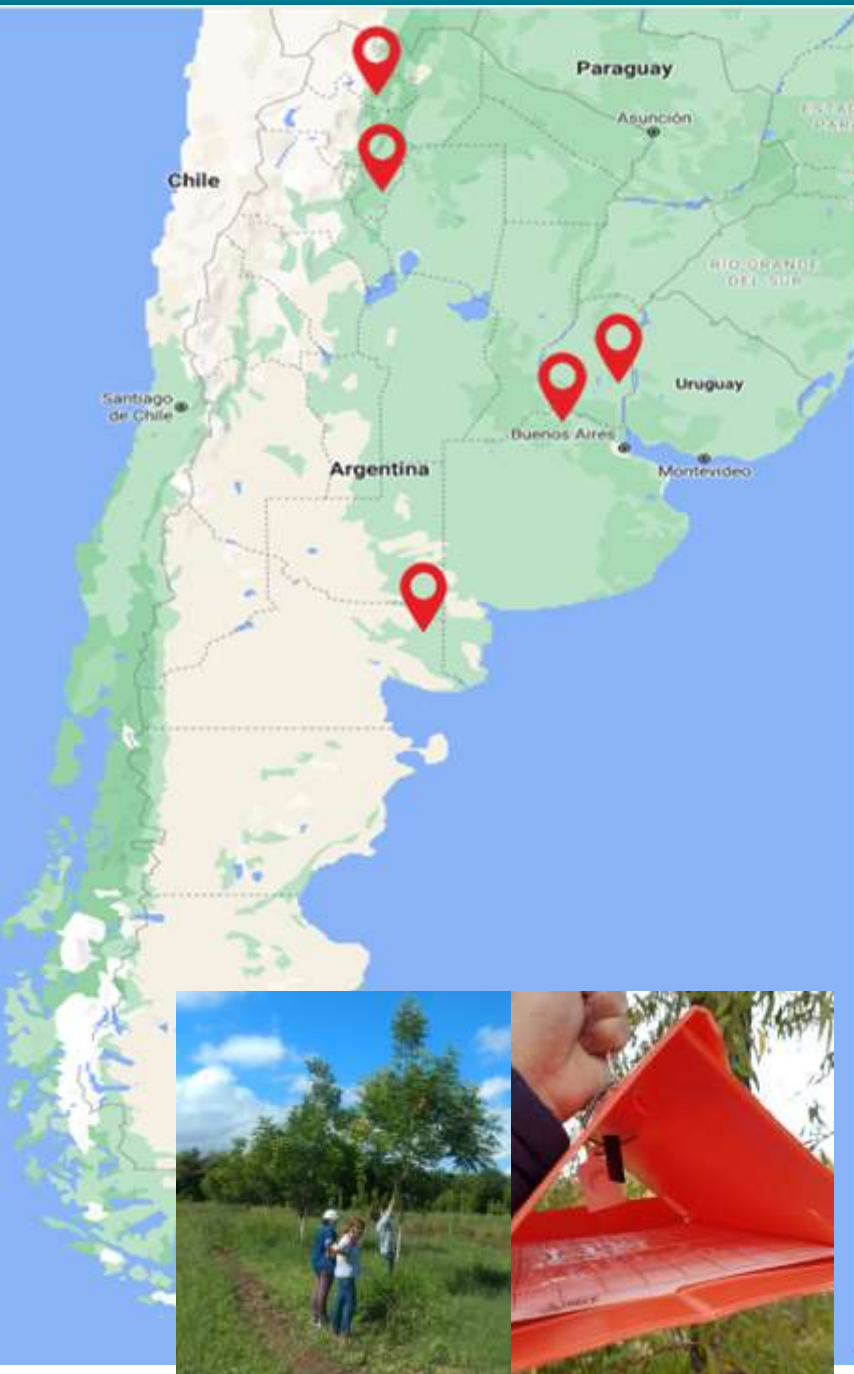 Paraguay
Asunción
Chile
RIO GRANDE
DEL SUR
Santiago
de Chile
Uruguay
Buenos Aires
Argentina
Montevideo